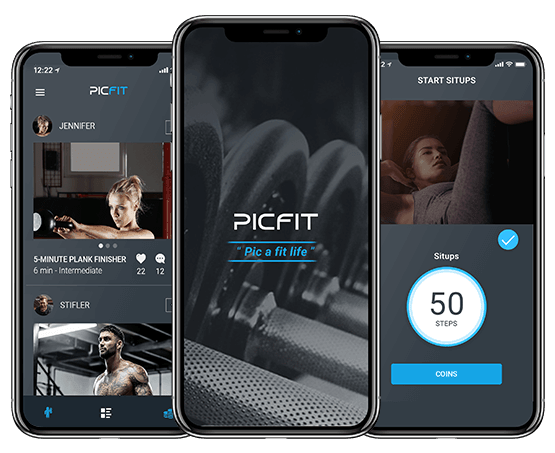 12:22
PICFIT
JENNIFER
5-MINUTE PLANK FINISHER
6 min - Intermediate
22
12
STIFLER
PICFIT
" Pic a fit life "
2
START SITUPS
Situps
50
STEPS
COINS